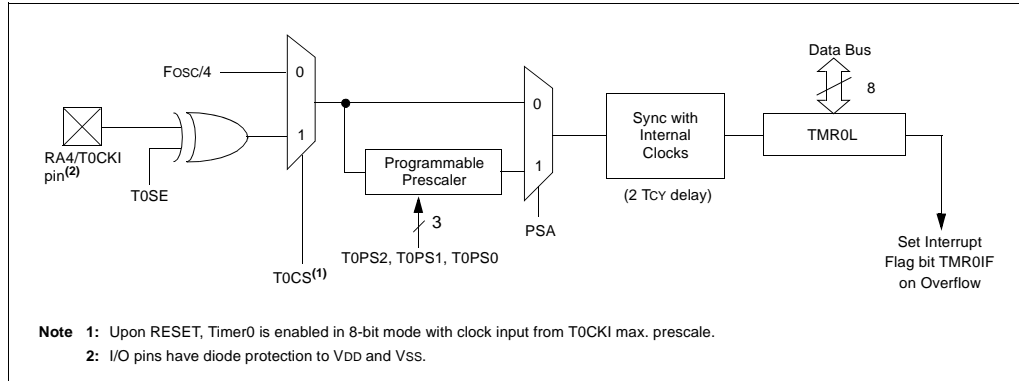 Data Bus
8
FOSC/4
0
1
RA4/T0CKI
pin(2)
T0SE
T0CS(1)
Programmable
Prescaler
3
T0PS2, T0PS1, T0PS0
0
1
PSA
Sync with
Internal
Clocks
(2 TCY delay)
TMR0L
Set Interrupt
Flag bit TMR0IF
on Overflow
Note 1: Upon RESET, Timer0 is enabled in 8-bit mode with clock input from T0CKI max. prescale.
2: I/O pins have diode protection to VDD and VSS.